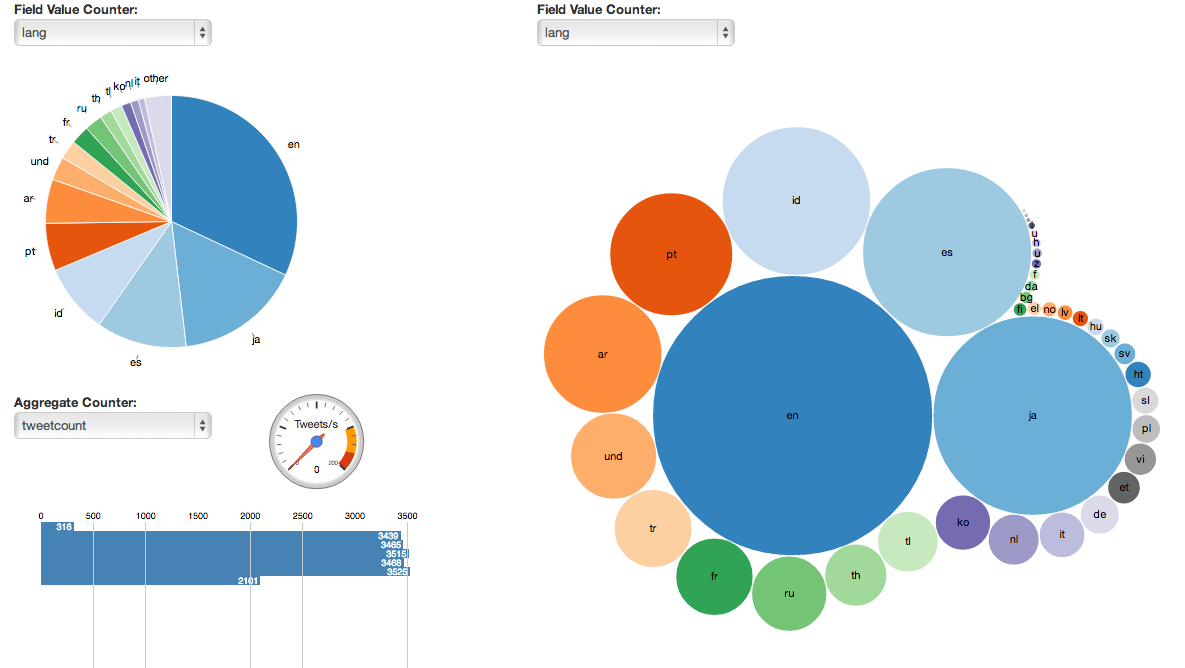 Field Value Counter:
lang
other
it
nl
ko
tl
th
ru
fr
tr
und
ar
pt
id
es
ja
en
Aggregate Counter:
tweetcount
Tweets/s
0
200
0
0 500 1000 1500 2000 2500 3000 3500
316
3439
3465
3515
3468
3525
2101
Field Value Counter:
lang
id
es
pt
u
h
u
z
f
da
bg
fi el no lv lt hu
sk
sv
ht
sl
pl
vi
et
de
it
nl
ko
ja
en
ar
und
tr
fr
ru
th
tl